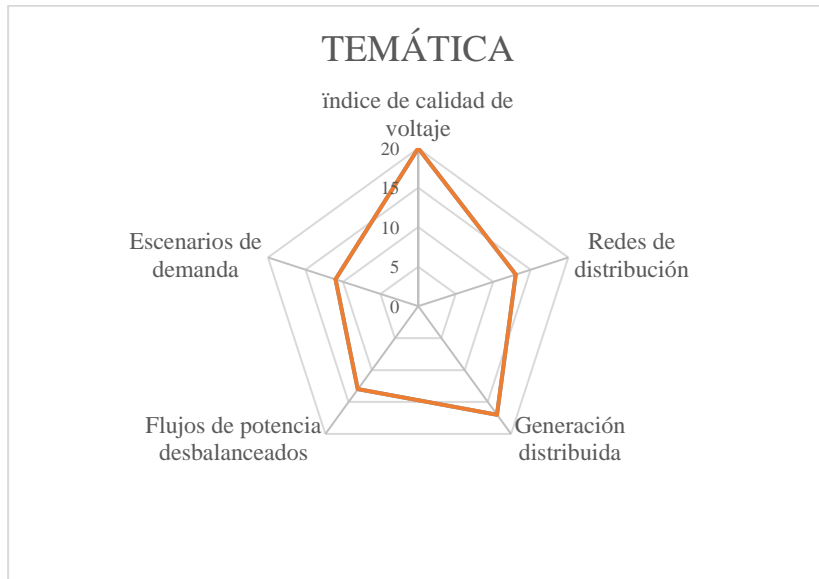 TEMÁTICA
ïndice de calidad de
voltaje
20
15
10
5
0
Escenarios de
demanda
Redes de
distribución
Flujos de potencia
desbalanceados
Generación
distribuida